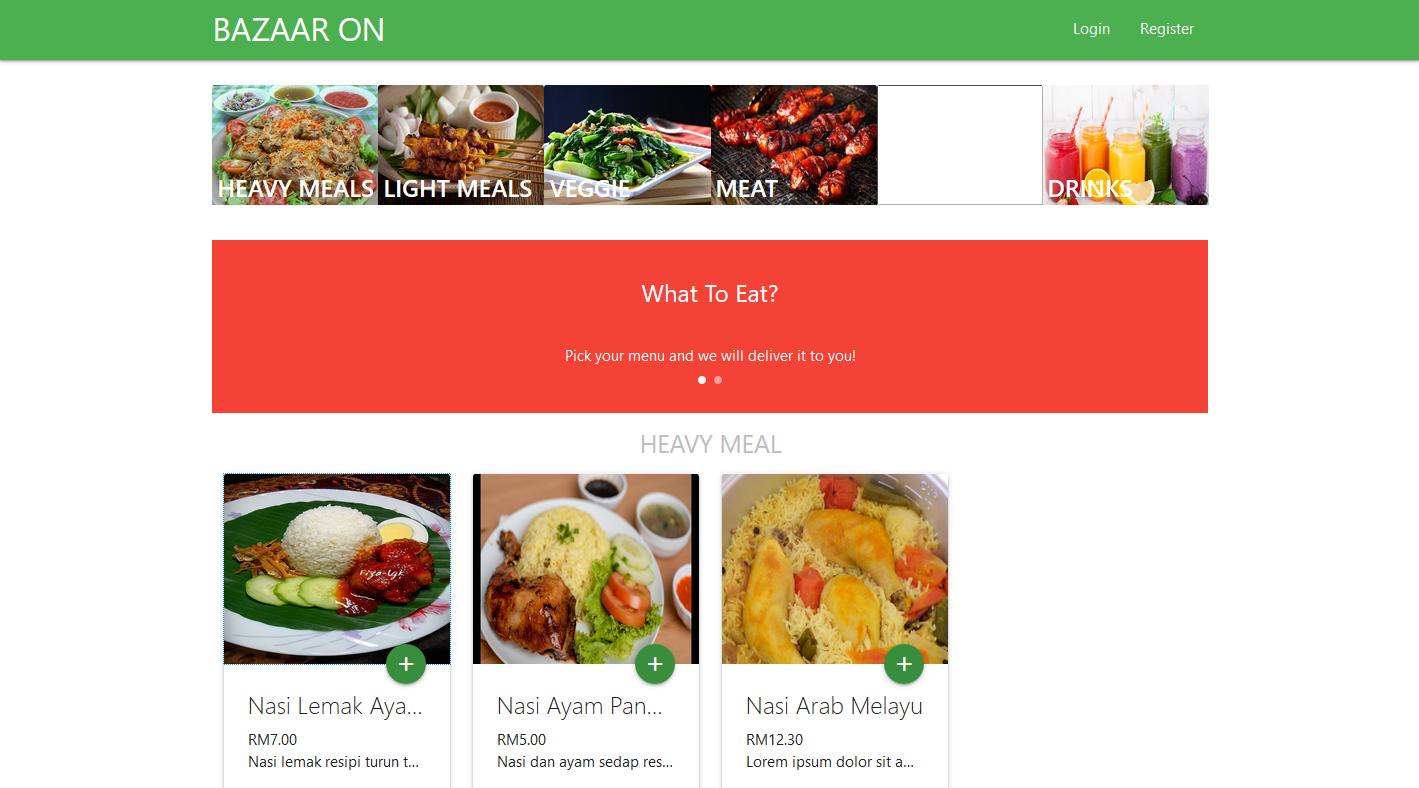 BAZAAR ON
Login
Register
HEAVY MEALS
LIGHT MEALS
VEGGIE
MEAT
DRINKS
What To Eat?
Pick your menu and we will deliver it to you!
HEAVY MEAL
Fiza-lgk
+
+
+
Nasi Lemak Aya...
RM7.00
Nasi lemak resipi turun t...
Nasi Ayam Pan...
RM5.00
Nasi dan ayam sedap res...
Nasi Arab Melayu
RM12.30
Lorem ipsum dolor sit a...